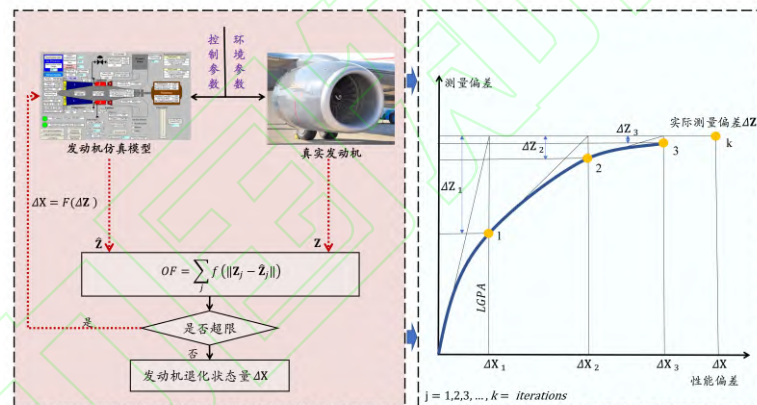 控制参数
环境参数
发动机仿真模型
真实发动机
ΔX = F(ΔZ)
Ẑ
Z
OF = ∑ⱼ f (‖Zⱼ − Ẑⱼ‖)
是
是否超限
否
发动机退化状态量 ΔX
测量偏差
实际测量偏差ΔZ
ΔZ₃
ΔZ₂
ΔZ₁
k
3
2
1
LGPA
ΔX₁
ΔX₂
ΔX₃
ΔX
性能偏差
j = 1,2,3, ..., k = iterations